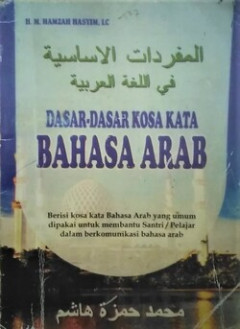 H. M. HAMZAH HASYIM, LC
المفردات الاساسية
في اللغة العربية
DASAR-DASAR KOSA KATA
BAHASA ARAB
Berisi kosa kata Bahasa Arab yang umum
dipakai untuk membantu Santri / Pelajar
dalam berkomunikasi bahasa arab
محمد حمزة هاشم